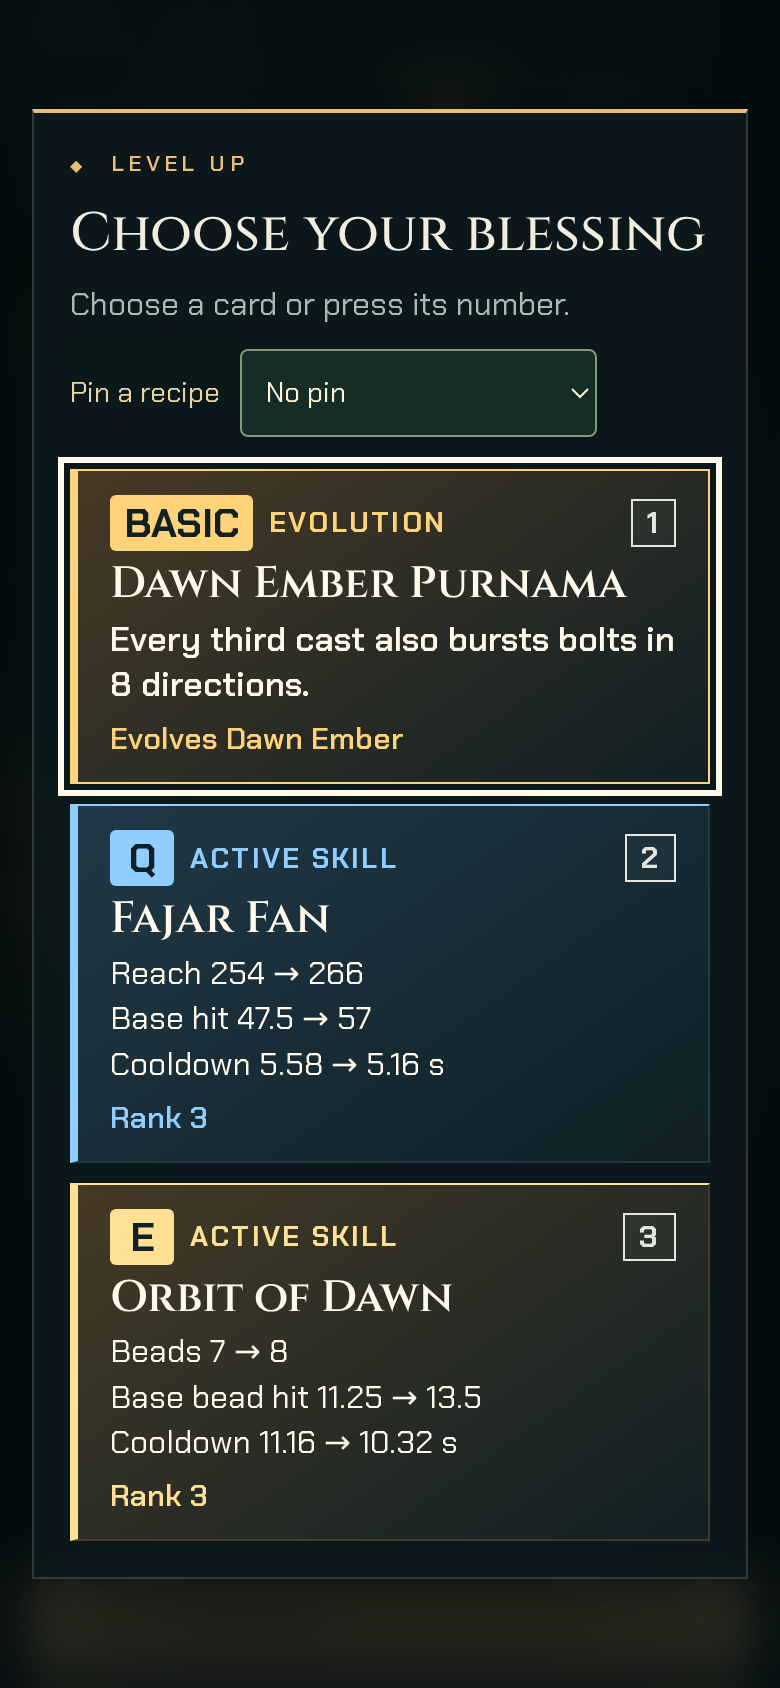 LEVEL UP
Choose your blessing
Choose a card or press its number.
Pin a recipe No pin
BASIC EVOLUTION 1
Dawn Ember Purnama
Every third cast also bursts bolts in
8 directions.
Evolves Dawn Ember
Q ACTIVE SKILL 2
Fajar Fan
Reach 254 → 266
Base hit 47.5 → 57
Cooldown 5.58 → 5.16 s
Rank 3
E ACTIVE SKILL 3
Orbit of Dawn
Beads 7 → 8
Base bead hit 11.25 → 13.5
Cooldown 11.16 → 10.32 s
Rank 3